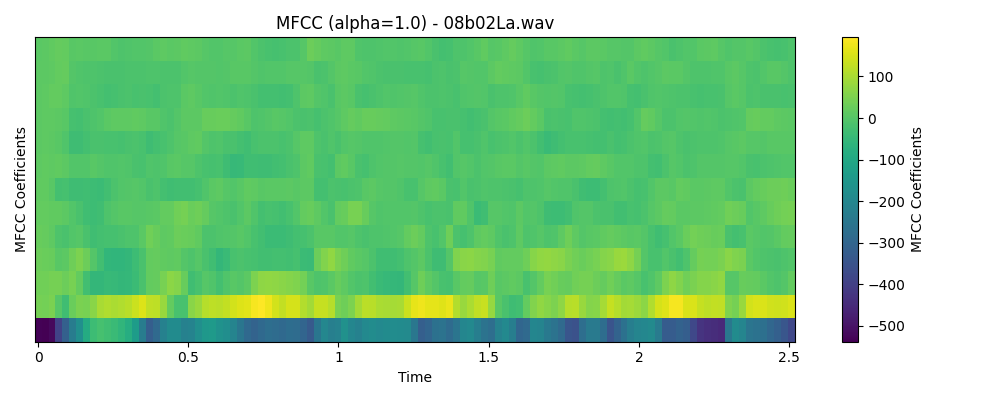 MFCC (alpha=1.0) - 08b02La.wav
MFCC Coefficients
0 0.5 1 1.5 2 2.5
Time
100
0
−100
−200
−300
−400
−500
MFCC Coefficients